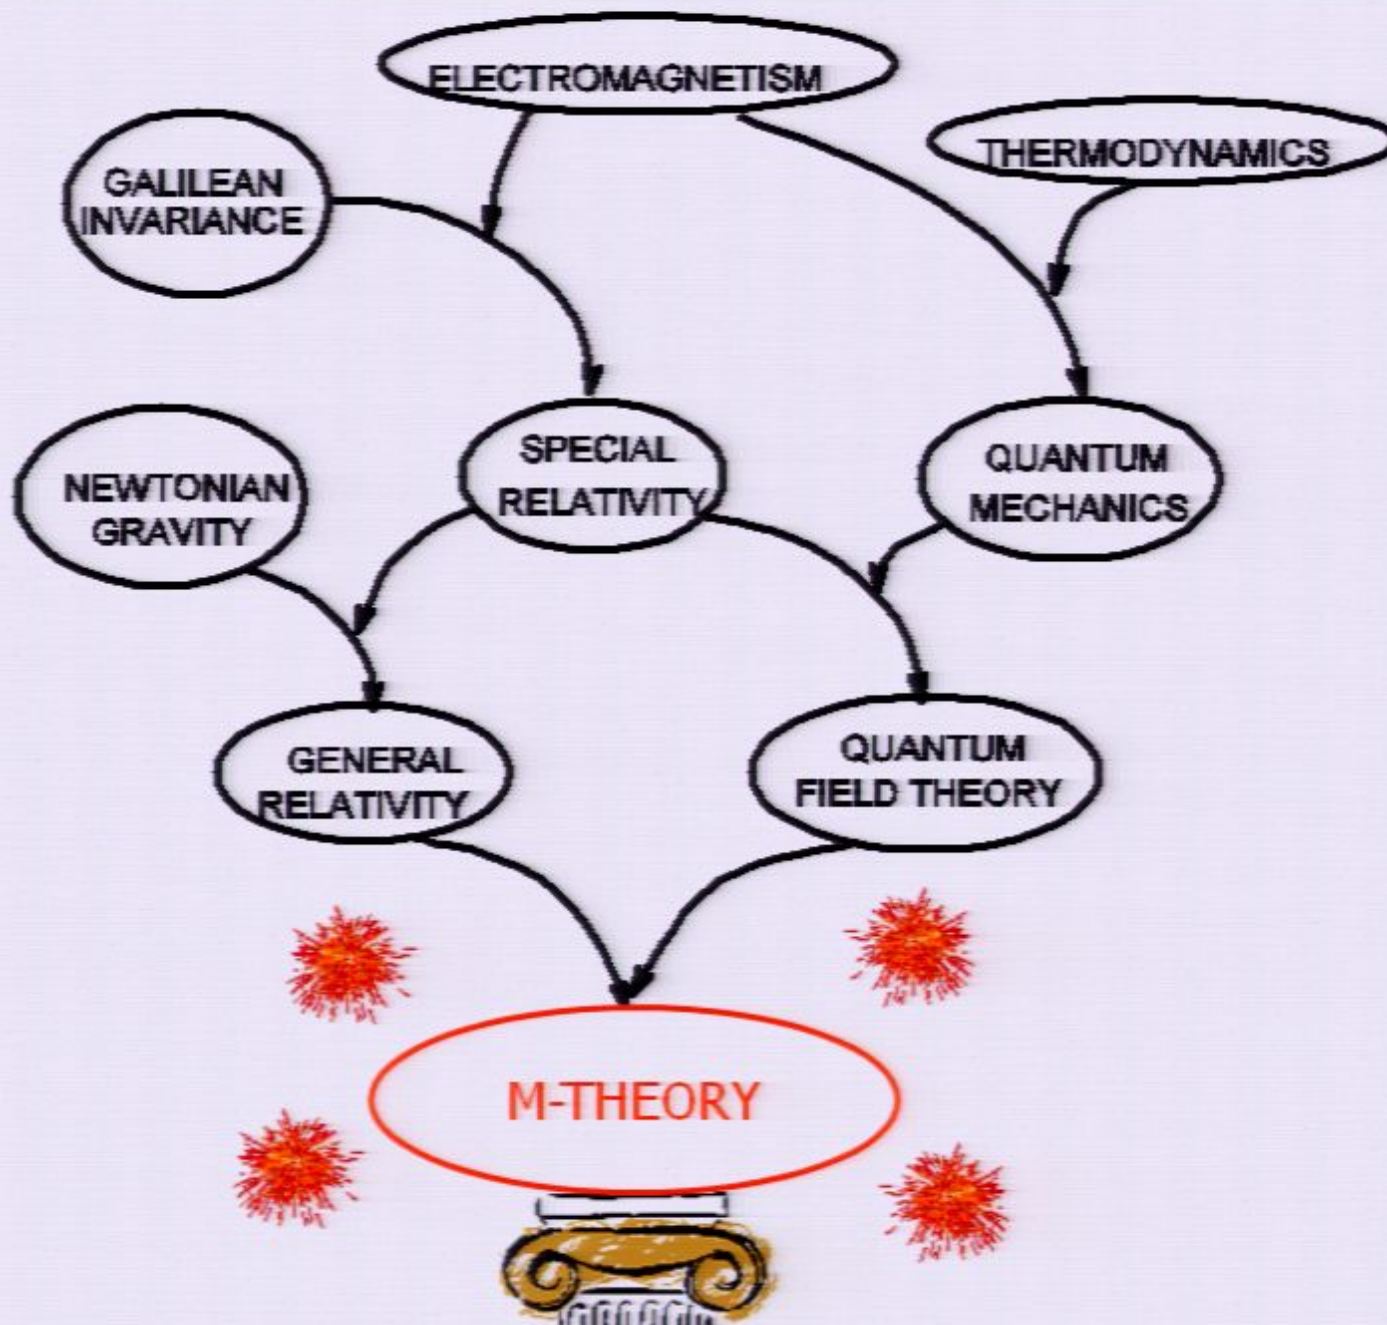 ELECTROMAGNETISM
THERMODYNAMICS
GALILEAN
INVARIANCE
NEWTONIAN
GRAVITY
SPECIAL
RELATIVITY
QUANTUM
MECHANICS
GENERAL
RELATIVITY
QUANTUM
FIELD THEORY
M-THEORY